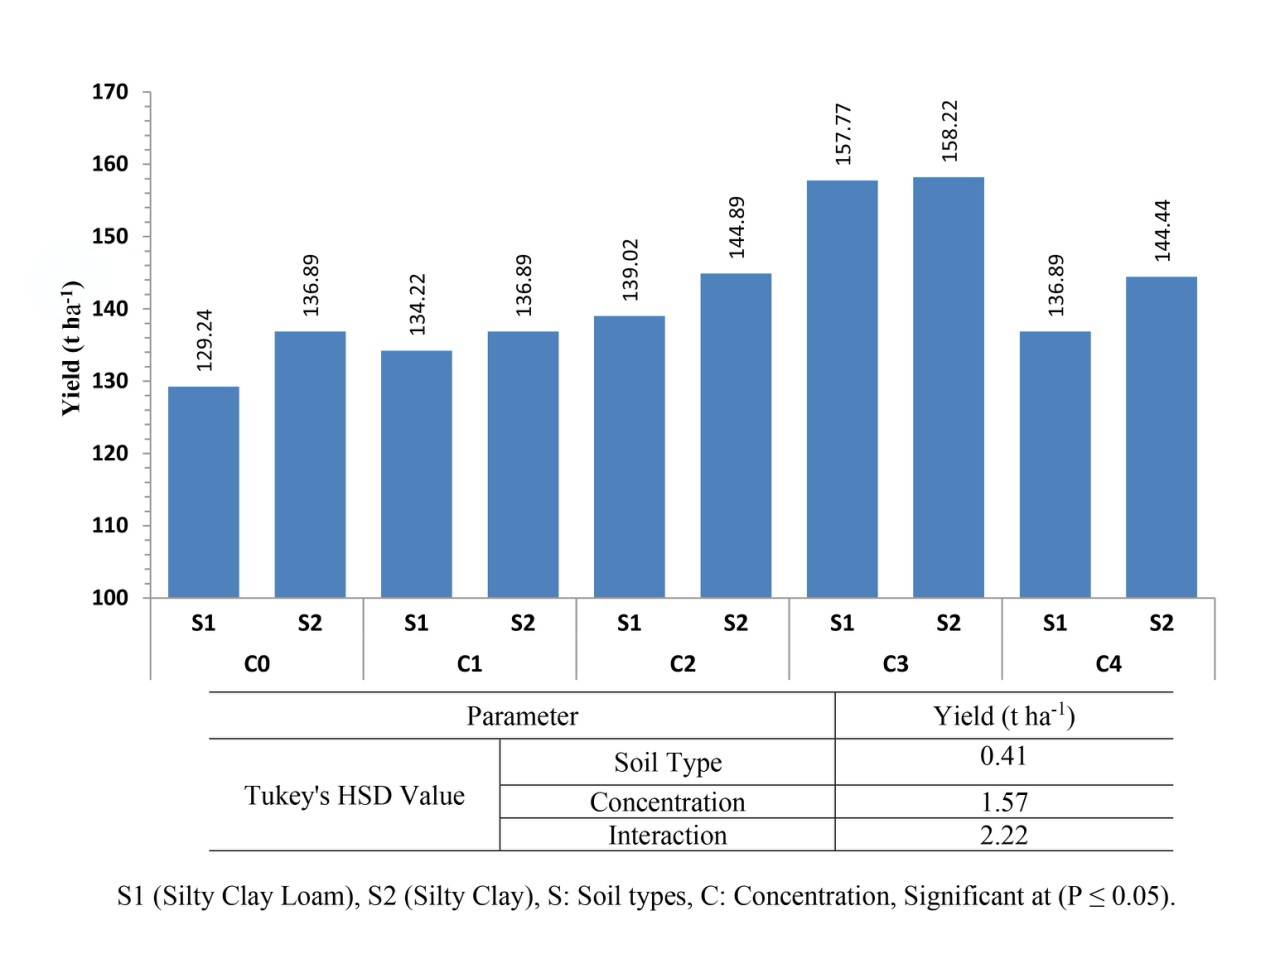 170
160
150
140
130
120
110
100
Yield (t ha-1)
129.24
136.89
134.22
136.89
139.02
144.89
157.77
158.22
136.89
144.44
S1 S2 S1 S2 S1 S2 S1 S2 S1 S2
C0 C1 C2 C3 C4
Parameter Yield (t ha-1)
Tukey's HSD Value
Soil Type 0.41
Concentration 1.57
Interaction 2.22
S1 (Silty Clay Loam), S2 (Silty Clay), S: Soil types, C: Concentration, Significant at (P ≤ 0.05).